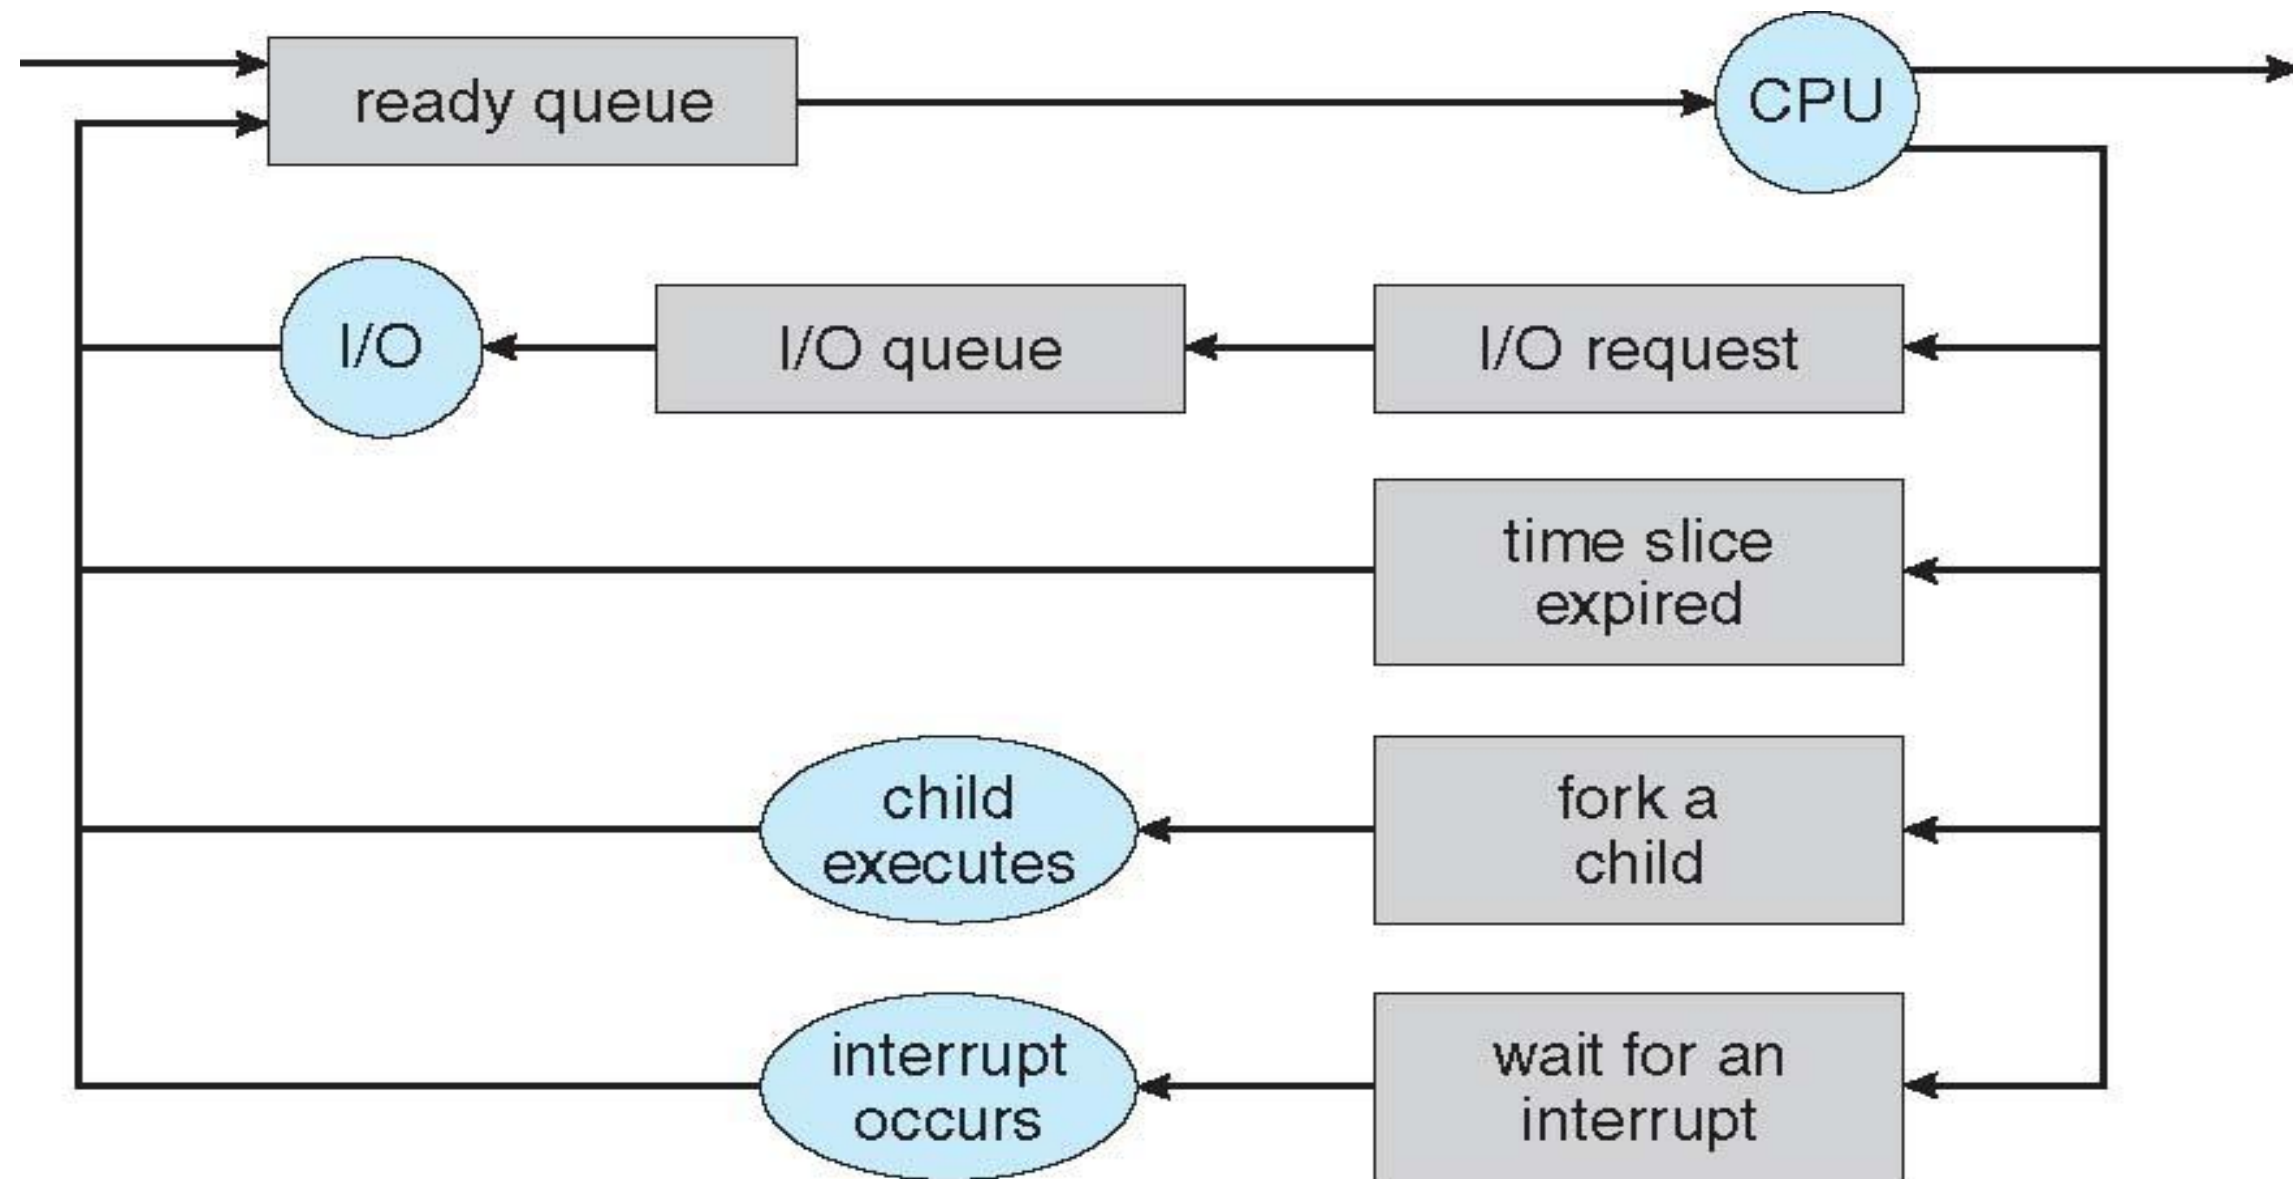 ready queue
CPU
I/O
I/O queue
I/O request
time slice
expired
child
executes
fork a
child
interrupt
occurs
wait for an
interrupt